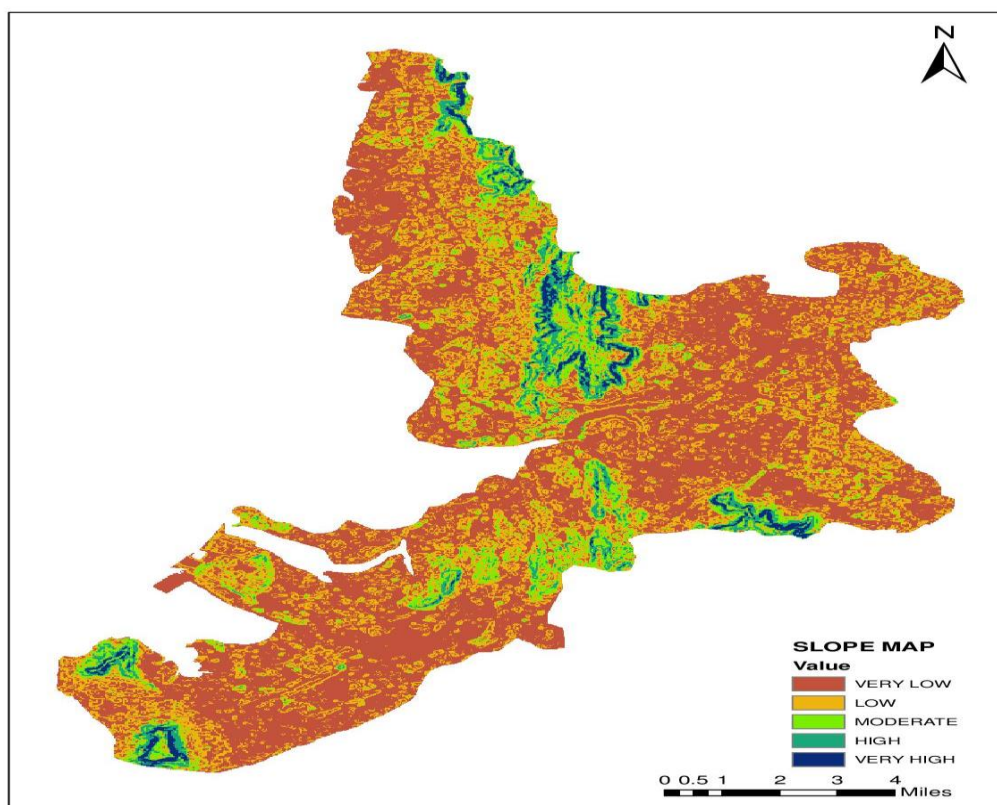 N
SLOPE MAP
Value
VERY LOW
LOW
MODERATE
HIGH
VERY HIGH
0 0.5 1 2 3 4
Miles